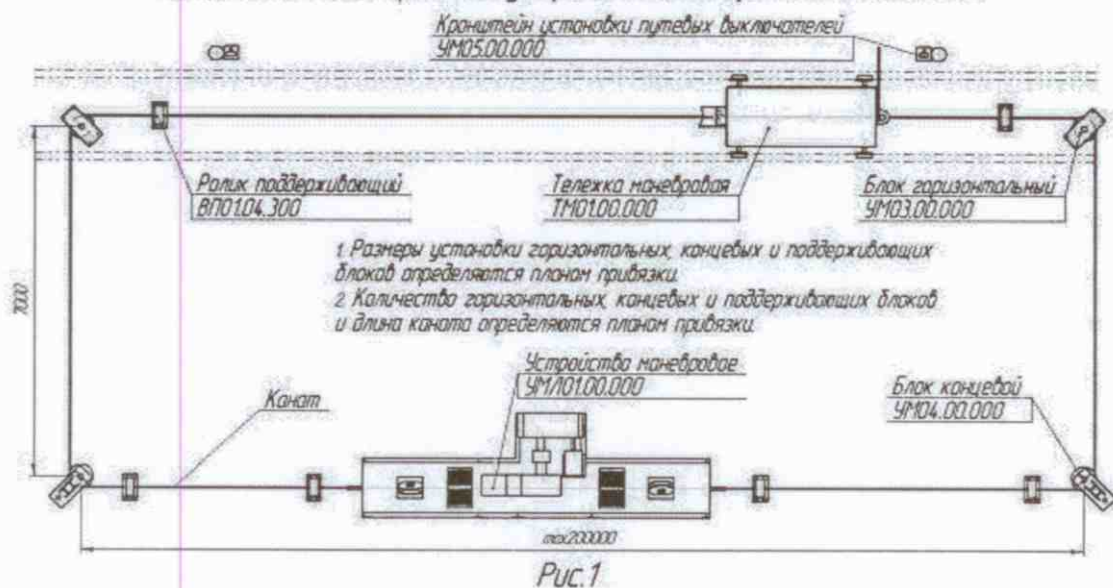 Кронштейн установки путевых выключателей
УМ05.00.000
Ролик поддерживающий
ВП01.04.300
Тележка маневровая
ТМ01.00.000
Блок горизонтальный
УМ03.00.000
1. Размеры установки горизонтальных, концевых и поддерживающих
блоков определяются планом привязки.
2. Количество горизонтальных, концевых и поддерживающих блоков
и длина каната определяются планом привязки.
7000
Устройство маневровое
УМЛ01.00.000
Канат
Блок концевой
УМ04.00.000
max200000
Рис.1